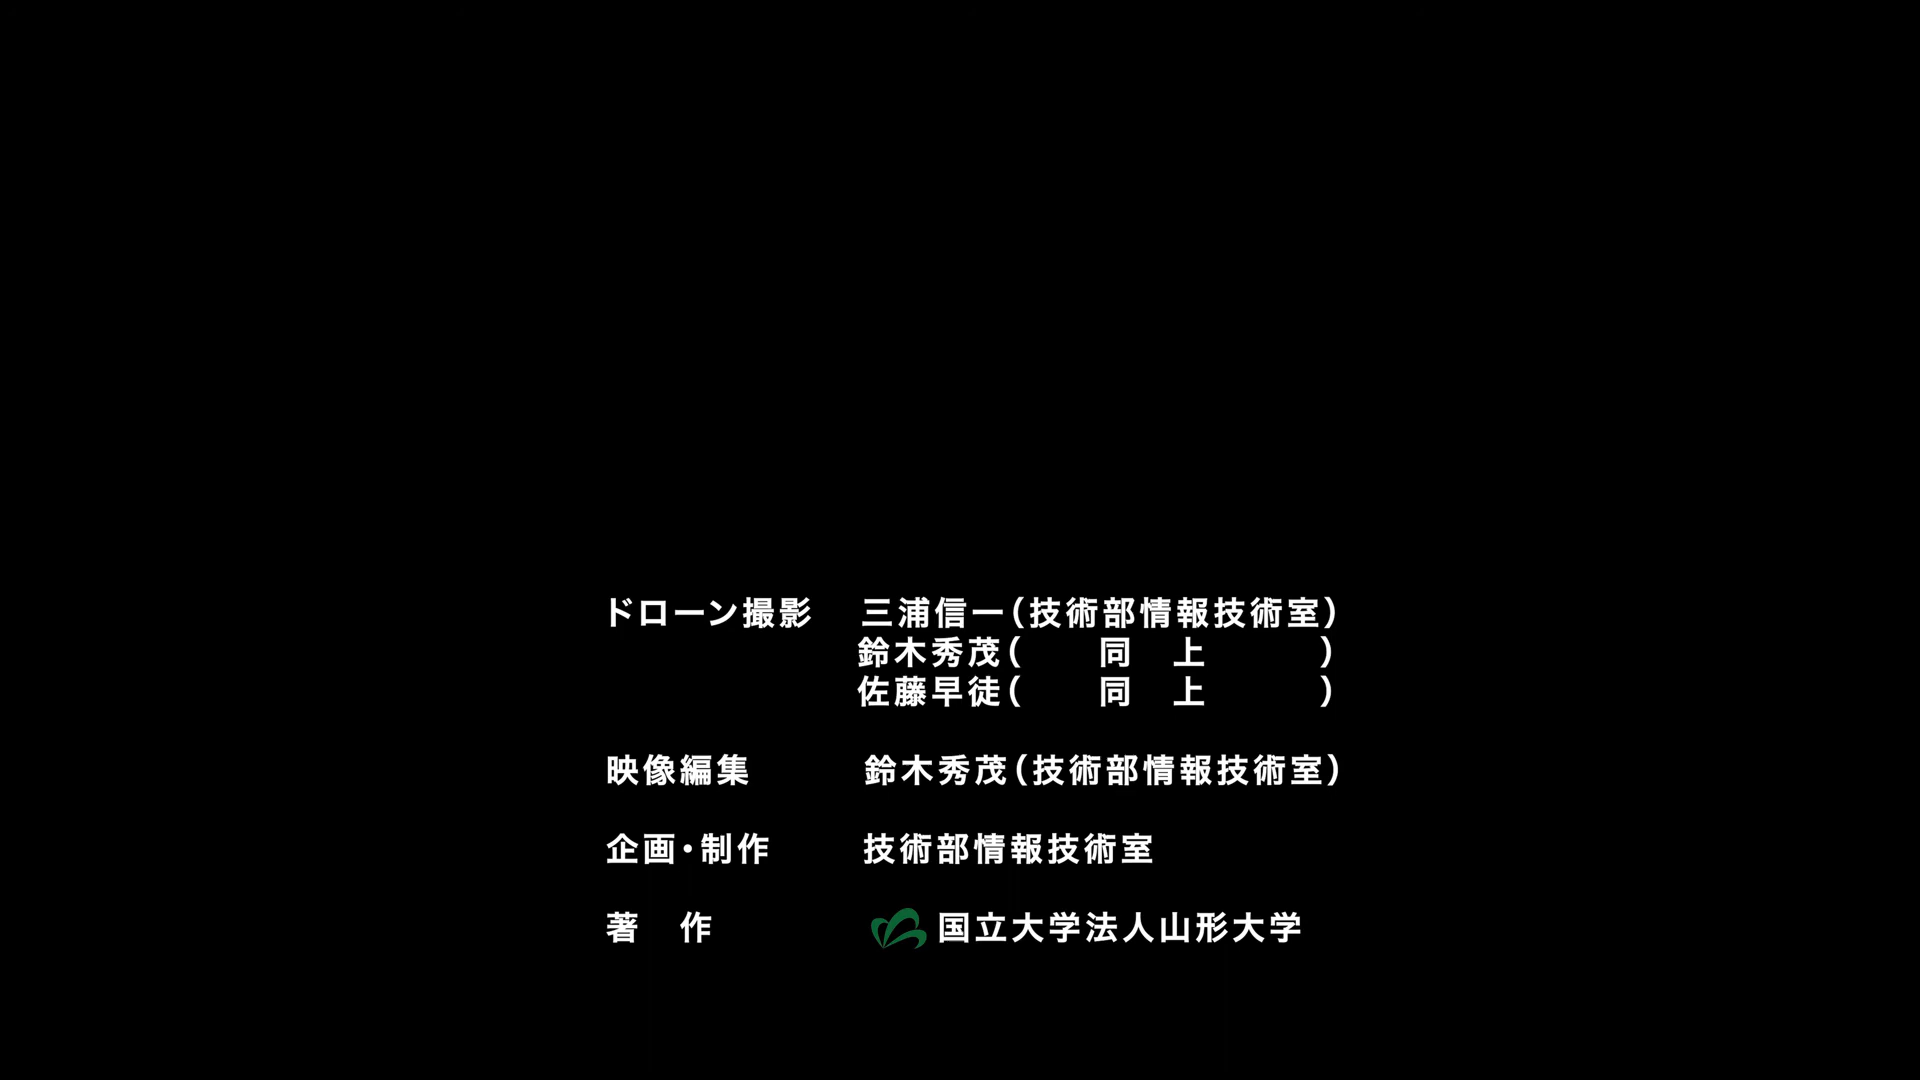 ドローン撮影　三浦信一（技術部情報技術室）
鈴木秀茂（　　同　上　　　）
佐藤早徒（　　同　上　　　）
映像編集　　　鈴木秀茂（技術部情報技術室）
企画・制作　　技術部情報技術室
著　作　　　　国立大学法人山形大学